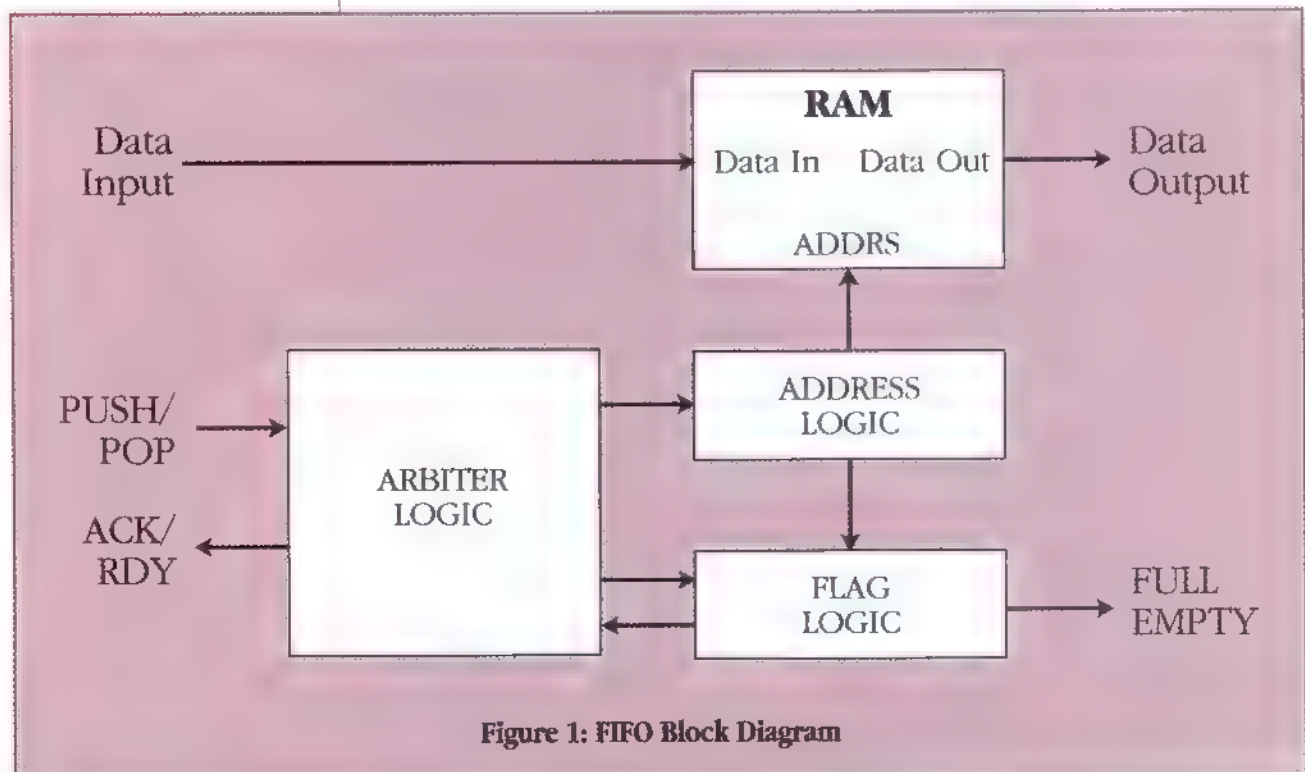 RAM
Data
Input
Data In Data Out
Data
Output
ADDRS
PUSH/
POP
ACK/
RDY
ARBITER
LOGIC
ADDRESS
LOGIC
FLAG
LOGIC
FULL
EMPTY
Figure 1: FIFO Block Diagram